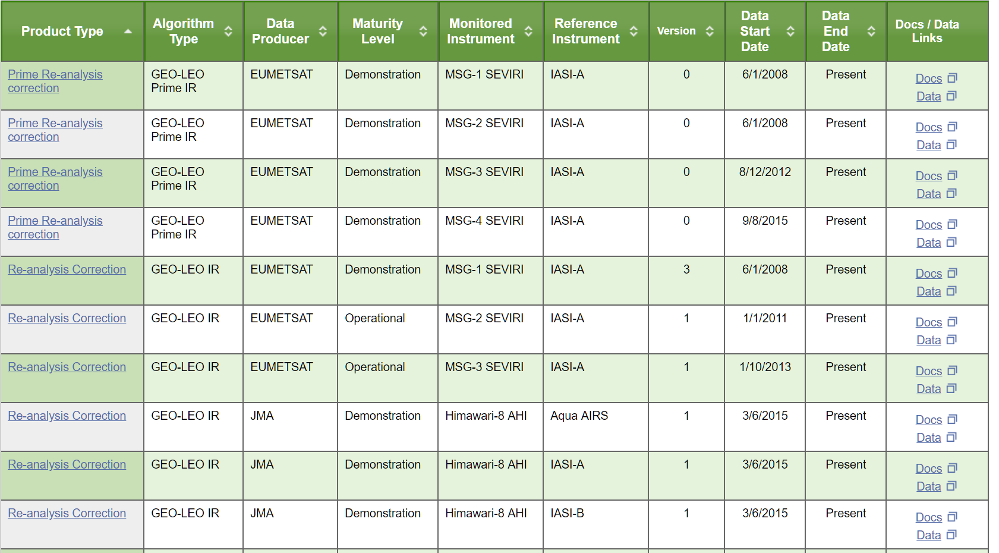 Product Type
Algorithm
Type
Data
Producer
Maturity
Level
Monitored
Instrument
Reference
Instrument
Version
Data
Start
Date
Data
End
Date
Docs / Data
Links
Prime Re-analysis
correction
GEO-LEO
Prime IR
EUMETSAT
Demonstration
MSG-1 SEVIRI
IASI-A
0
6/1/2008
Present
Docs
Data
Prime Re-analysis
correction
GEO-LEO
Prime IR
EUMETSAT
Demonstration
MSG-2 SEVIRI
IASI-A
0
6/1/2008
Present
Docs
Data
Prime Re-analysis
correction
GEO-LEO
Prime IR
EUMETSAT
Demonstration
MSG-3 SEVIRI
IASI-A
0
8/12/2012
Present
Docs
Data
Prime Re-analysis
correction
GEO-LEO
Prime IR
EUMETSAT
Demonstration
MSG-4 SEVIRI
IASI-A
0
9/8/2015
Present
Docs
Data
Re-analysis Correction
GEO-LEO IR
EUMETSAT
Demonstration
MSG-1 SEVIRI
IASI-A
3
6/1/2008
Present
Docs
Data
Re-analysis Correction
GEO-LEO IR
EUMETSAT
Operational
MSG-2 SEVIRI
IASI-A
1
1/1/2011
Present
Docs
Data
Re-analysis Correction
GEO-LEO IR
EUMETSAT
Operational
MSG-3 SEVIRI
IASI-A
1
1/10/2013
Present
Docs
Data
Re-analysis Correction
GEO-LEO IR
JMA
Demonstration
Himawari-8 AHI
Aqua AIRS
1
3/6/2015
Present
Docs
Data
Re-analysis Correction
GEO-LEO IR
JMA
Demonstration
Himawari-8 AHI
IASI-A
1
3/6/2015
Present
Docs
Data
Re-analysis Correction
GEO-LEO IR
JMA
Demonstration
Himawari-8 AHI
IASI-B
1
3/6/2015
Present
Docs
Data